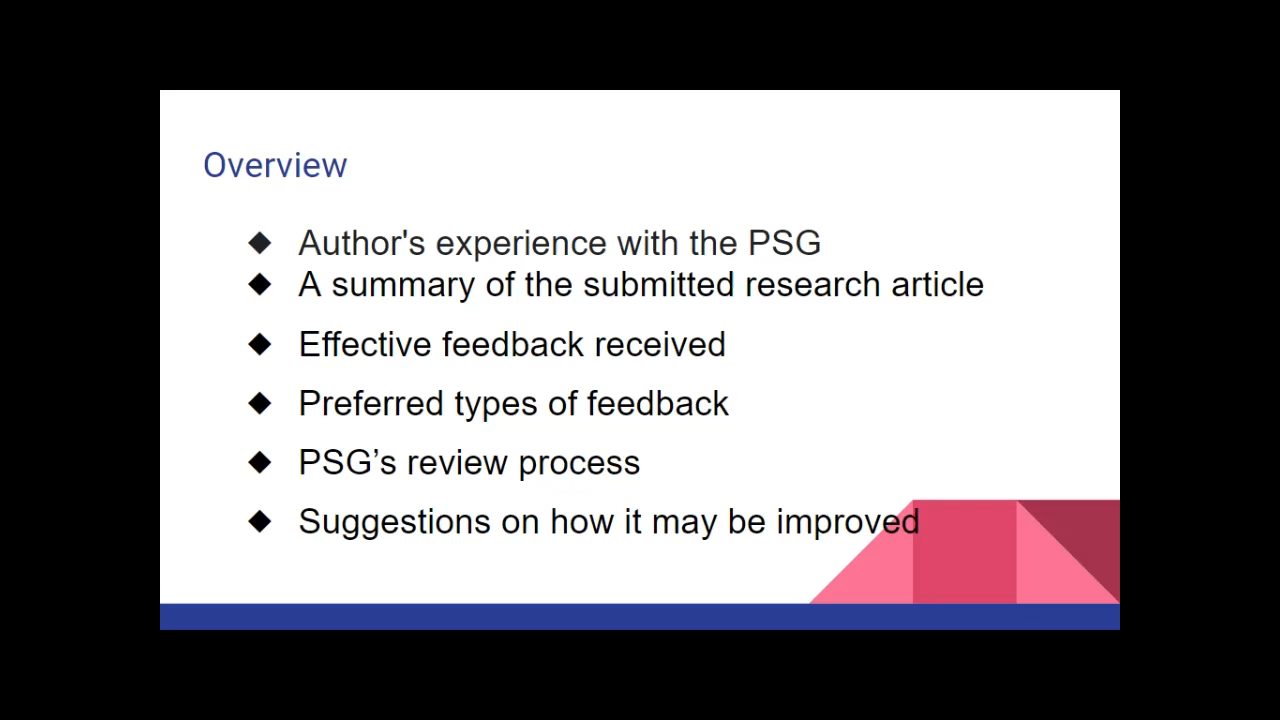 Overview
◆ Author's experience with the PSG
◆ A summary of the submitted research article
◆ Effective feedback received
◆ Preferred types of feedback
◆ PSG’s review process
◆ Suggestions on how it may be improved